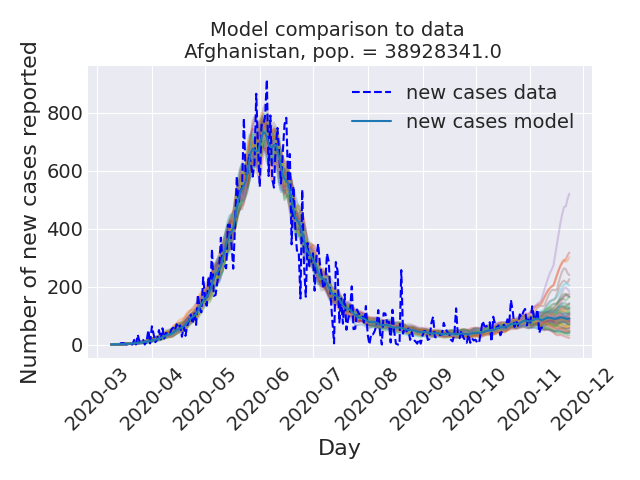 Model comparison to data
Afghanistan, pop. = 38928341.0
Number of new cases reported
800
600
400
200
0
new cases data
new cases model
2020-03
2020-04
2020-05
2020-06
2020-07
2020-08
2020-09
2020-10
2020-11
2020-12
Day